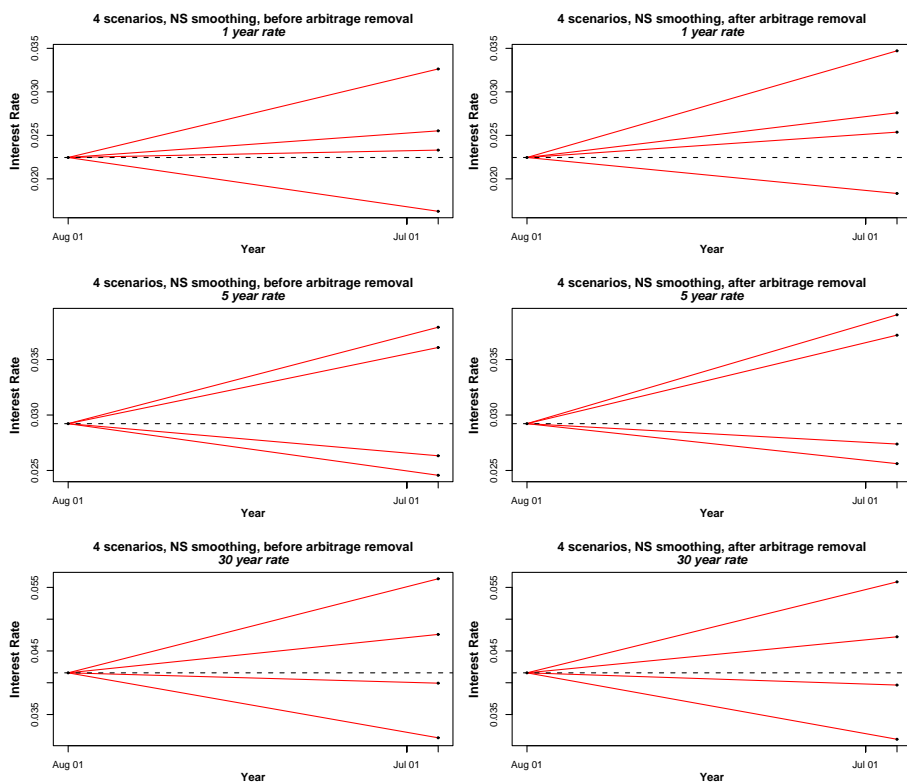 4 scenarios, NS smoothing, before arbitrage removal
1 year rate
Interest Rate
0.035
0.030
0.025
0.020
Aug 01
Jul 01
Year
4 scenarios, NS smoothing, after arbitrage removal
1 year rate
Interest Rate
0.035
0.030
0.025
0.020
Aug 01
Jul 01
Year
4 scenarios, NS smoothing, before arbitrage removal
5 year rate
Interest Rate
0.035
0.030
0.025
Aug 01
Jul 01
Year
4 scenarios, NS smoothing, after arbitrage removal
5 year rate
Interest Rate
0.035
0.030
0.025
Aug 01
Jul 01
Year
4 scenarios, NS smoothing, before arbitrage removal
30 year rate
Interest Rate
0.055
0.045
0.035
Aug 01
Jul 01
Year
4 scenarios, NS smoothing, after arbitrage removal
30 year rate
Interest Rate
0.055
0.045
0.035
Aug 01
Jul 01
Year